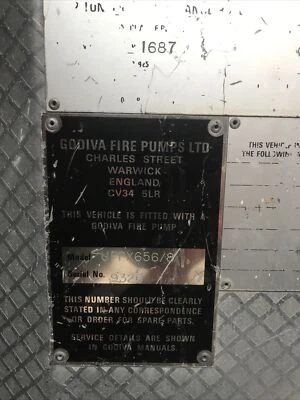 1687
GODIVA FIRE PUMPS LTD
CHARLES STREET
WARWICK
ENGLAND
CV34 5LR
THIS VEHICLE IS FITTED WITH A
GODIVA FIRE PUMP
Model
Serial No.
THIS NUMBER SHOULD BE CLEARLY
STATED IN ANY CORRESPONDENCE
OR ORDER FOR SPARE PARTS.
SERVICE DETAILS ARE SHOWN
IN GODIVA MANUALS.
THIS VEHICLE
THE FOLLOWING